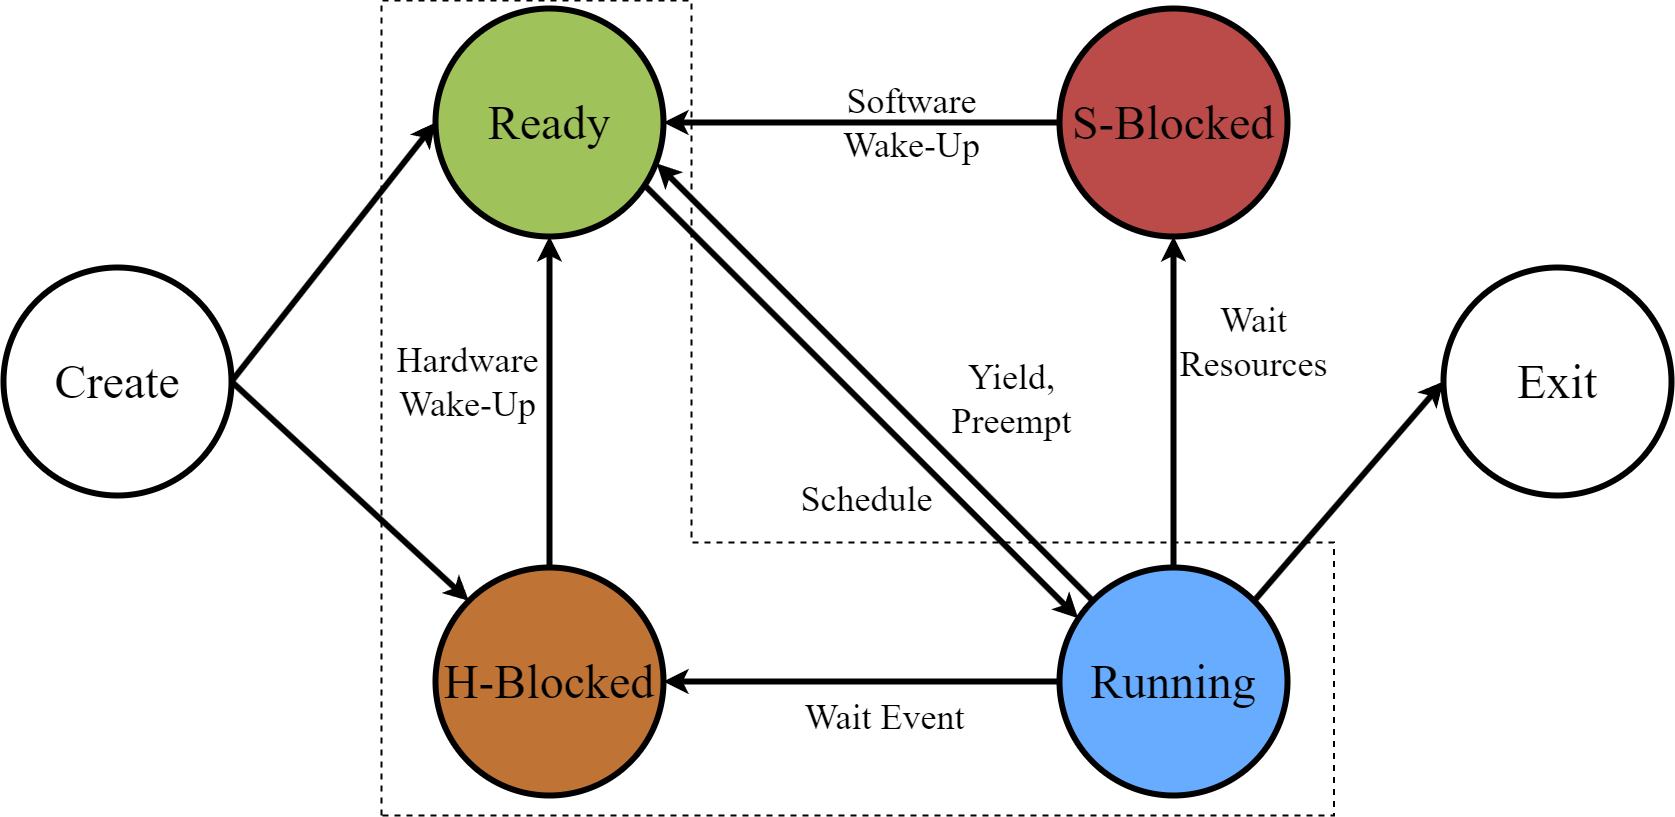 Ready
Software
Wake-Up
S-Blocked
Create
Hardware
Wake-Up
Yield,
Preempt
Schedule
Wait
Resources
Exit
H-Blocked
Wait Event
Running